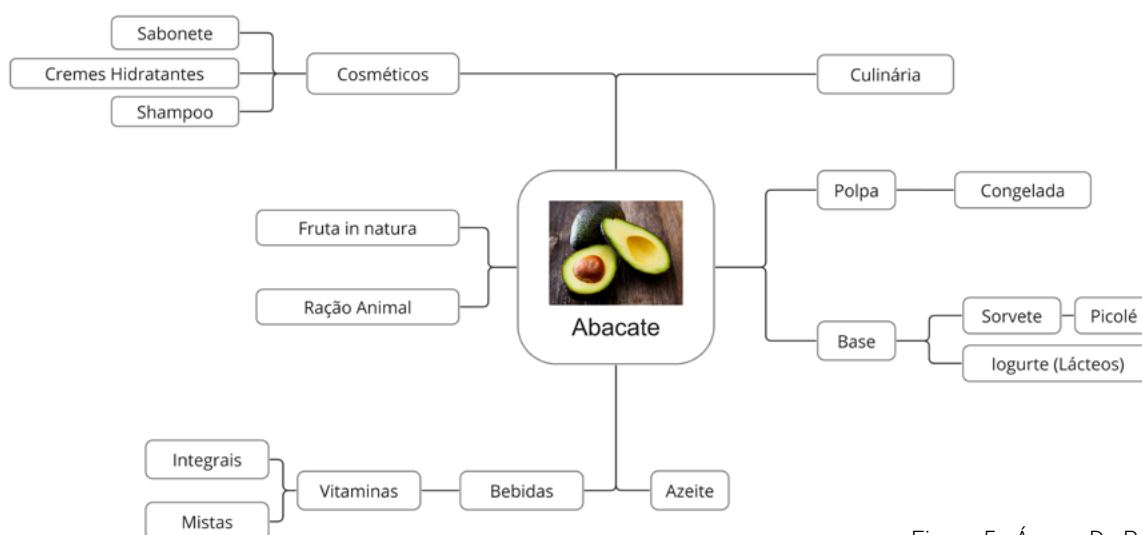 Sabonete
Cremes Hidratantes
Shampoo
Cosméticos
Culinária
Fruta in natura
Ração Animal
Abacate
Polpa
Congelada
Base
Sorvete
Picolé
Iogurte (Lácteos)
Integrais
Mistas
Vitaminas
Bebidas
Azeite